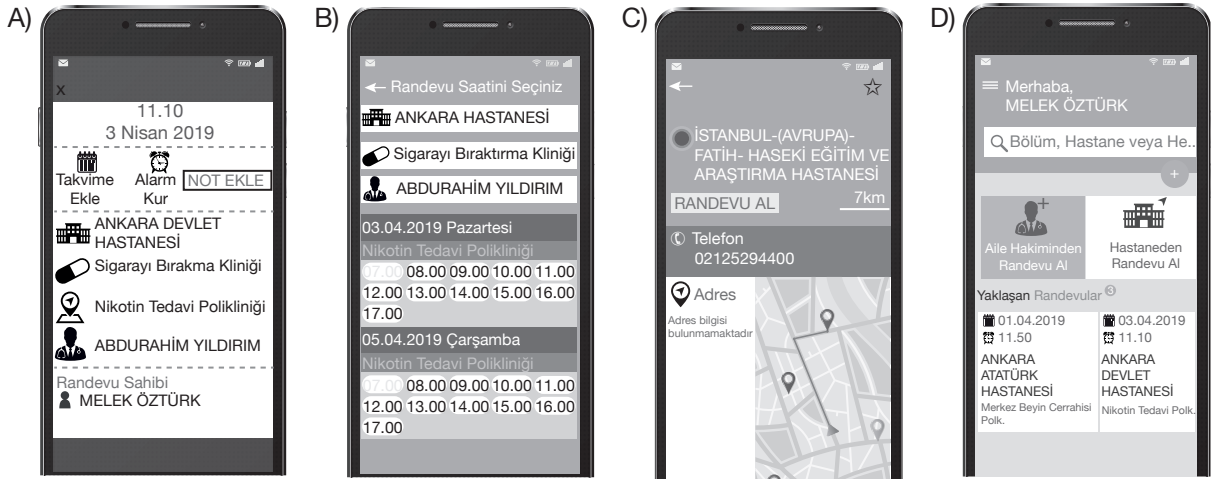 A)
x
11.10
3 Nisan 2019
Takvime
Ekle
Alarm
Kur
NOT EKLE
ANKARA DEVLET
HASTANESİ
Sigarayı Bırakma Kliniği
Nikotin Tedavi Polikliniği
ABDURAHİM YILDIRIM
Randevu Sahibi
MELEK ÖZTÜRK
B)
Randevu Saatini Seçiniz
ANKARA HASTANESİ
Sigarayı Bıraktırma Kliniği
ABDURAHİM YILDIRIM
03.04.2019 Pazartesi
Nikotin Tedavi Polikliniği
07.00 08.00 09.00 10.00 11.00
12.00 13.00 14.00 15.00 16.00
17.00
05.04.2019 Çarşamba
Nikotin Tedavi Polikliniği
07.00 08.00 09.00 10.00 11.00
12.00 13.00 14.00 15.00 16.00
17.00
C)
İSTANBUL-(AVRUPA)-
FATİH- HASEKİ EĞİTİM VE
ARAŞTIRMA HASTANESİ
RANDEVU AL 7km
Telefon
02125294400
Adres
Adres bilgisi
bulunmamaktadır
D)
Merhaba,
MELEK ÖZTÜRK
Bölüm, Hastane veya He..
+
Aile Hakiminden
Randevu Al
Hastaneden
Randevu Al
Yaklaşan Randevular 3
01.04.2019
11.50
ANKARA
ATATÜRK
HASTANESİ
Merkez Beyin Cerrahisi
Polk.
03.04.2019
11.10
ANKARA
DEVLET
HASTANESİ
Nikotin Tedavi Polk.